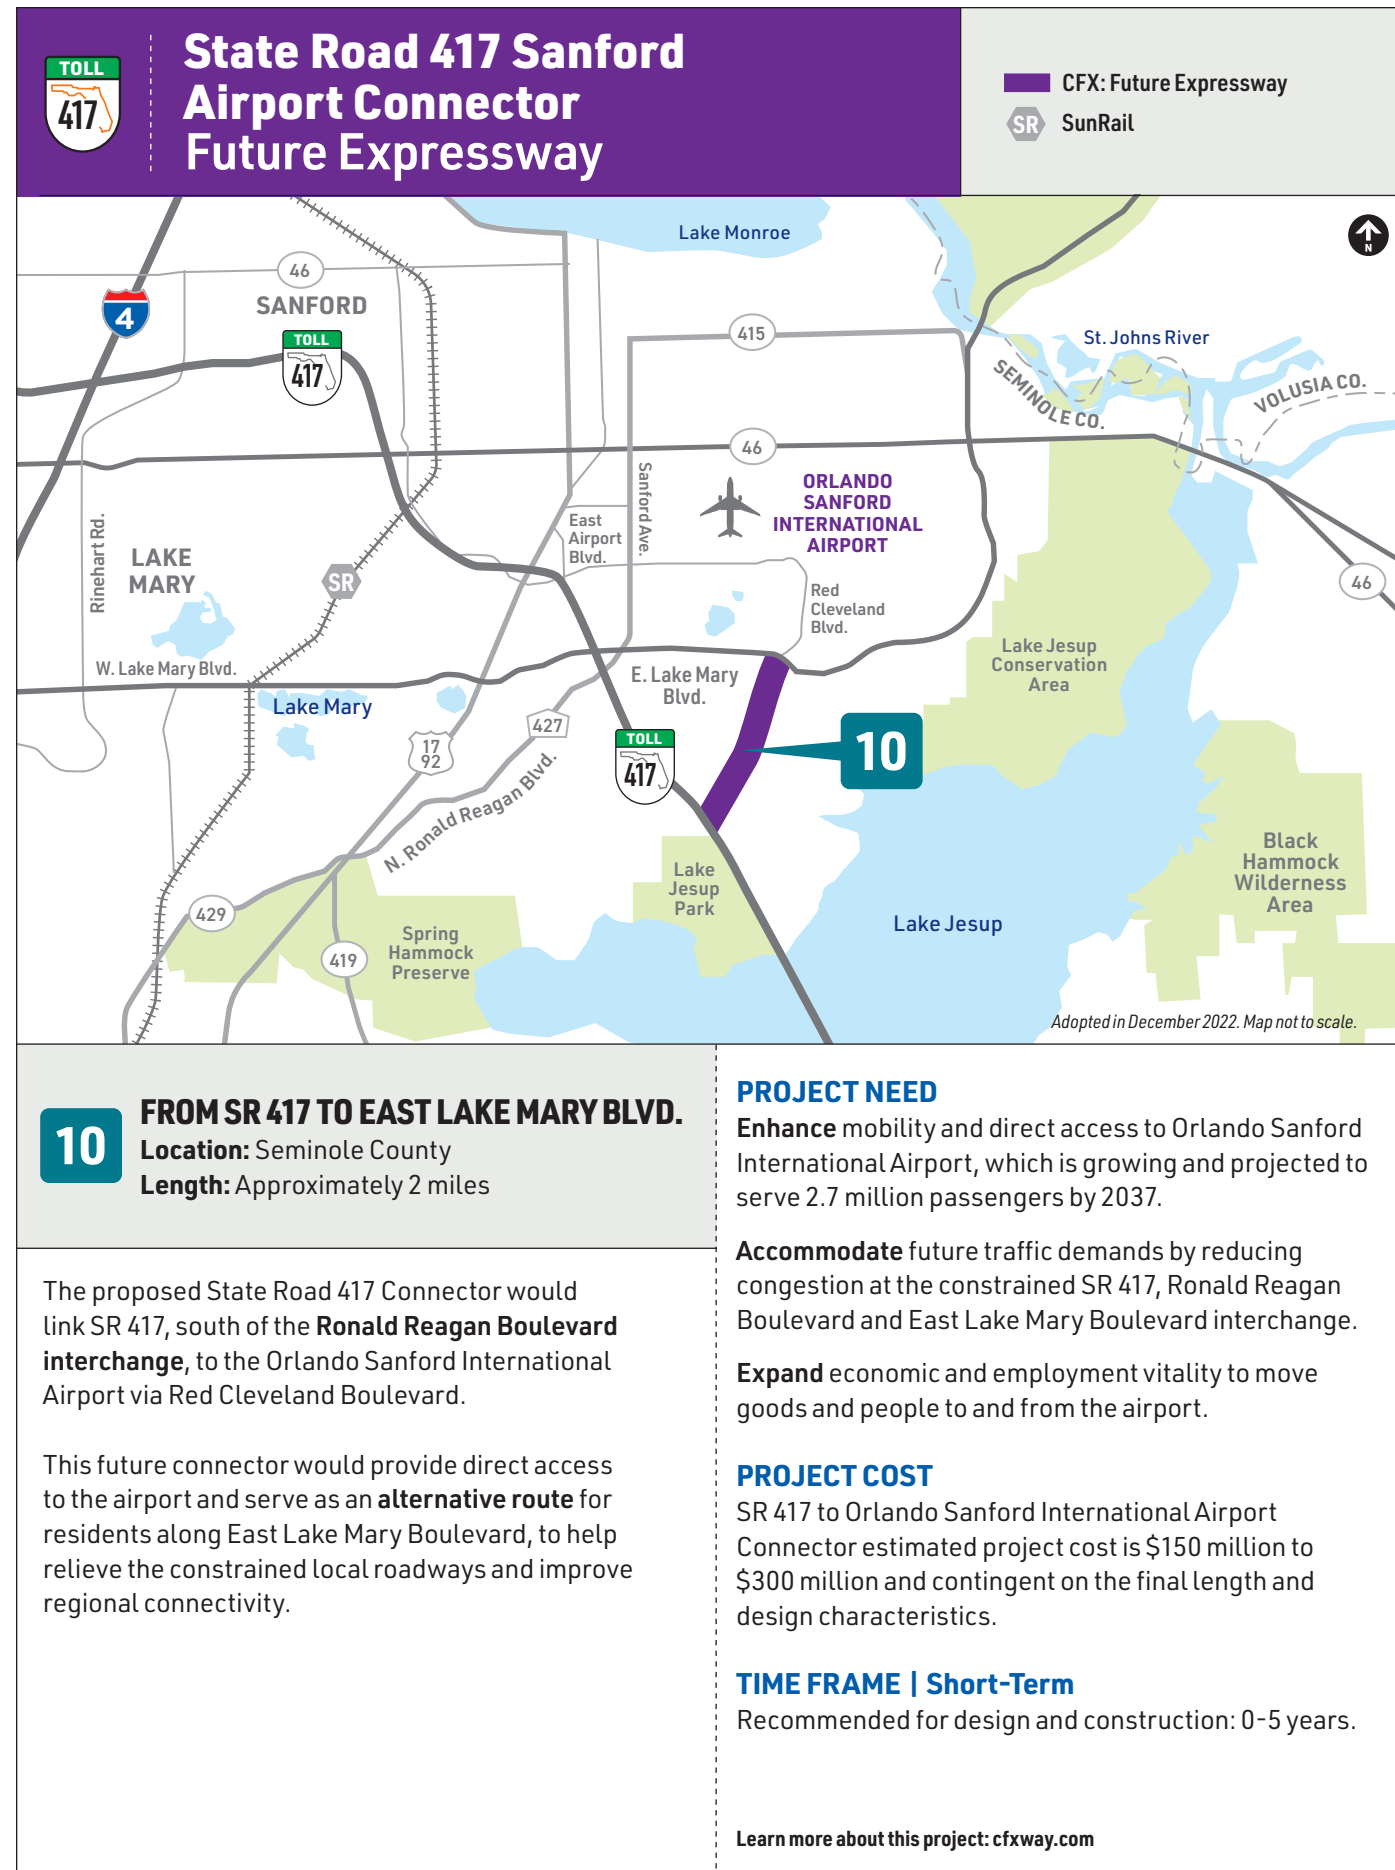 TOLL
417
State Road 417 Sanford
Airport Connector
Future Expressway
CFX: Future Expressway
SR
SunRail
Lake Monroe
N
46
SANFORD
4
TOLL
417
415
St. Johns River
SEMINOLE CO.
VOLUSIA CO.
46
Sanford Ave.
ORLANDO
SANFORD
INTERNATIONAL
AIRPORT
East
Airport
Blvd.
Rinehart Rd.
LAKE
MARY
SR
46
Red
Cleveland
Blvd.
Lake Jesup
Conservation
Area
W. Lake Mary Blvd.
E. Lake Mary
Blvd.
Lake Mary
427
17
92
TOLL
417
10
N. Ronald Reagan Blvd.
Black
Hammock
Wilderness
Area
Lake
Jesup
Park
429
Lake Jesup
Spring
Hammock
Preserve
419
Adopted in December 2022. Map not to scale.
10
FROM SR 417 TO EAST LAKE MARY BLVD.
Location: Seminole County
Length: Approximately 2 miles
The proposed State Road 417 Connector would
link SR 417, south of the Ronald Reagan Boulevard
interchange, to the Orlando Sanford International
Airport via Red Cleveland Boulevard.
This future connector would provide direct access
to the airport and serve as an alternative route for
residents along East Lake Mary Boulevard, to help
relieve the constrained local roadways and improve
regional connectivity.
PROJECT NEED
Enhance mobility and direct access to Orlando Sanford
International Airport, which is growing and projected to
serve 2.7 million passengers by 2037.
Accommodate future traffic demands by reducing
congestion at the constrained SR 417, Ronald Reagan
Boulevard and East Lake Mary Boulevard interchange.
Expand economic and employment vitality to move
goods and people to and from the airport.
PROJECT COST
SR 417 to Orlando Sanford International Airport
Connector estimated project cost is $150 million to
$300 million and contingent on the final length and
design characteristics.
TIME FRAME | Short-Term
Recommended for design and construction: 0-5 years.
Learn more about this project: cfxway.com